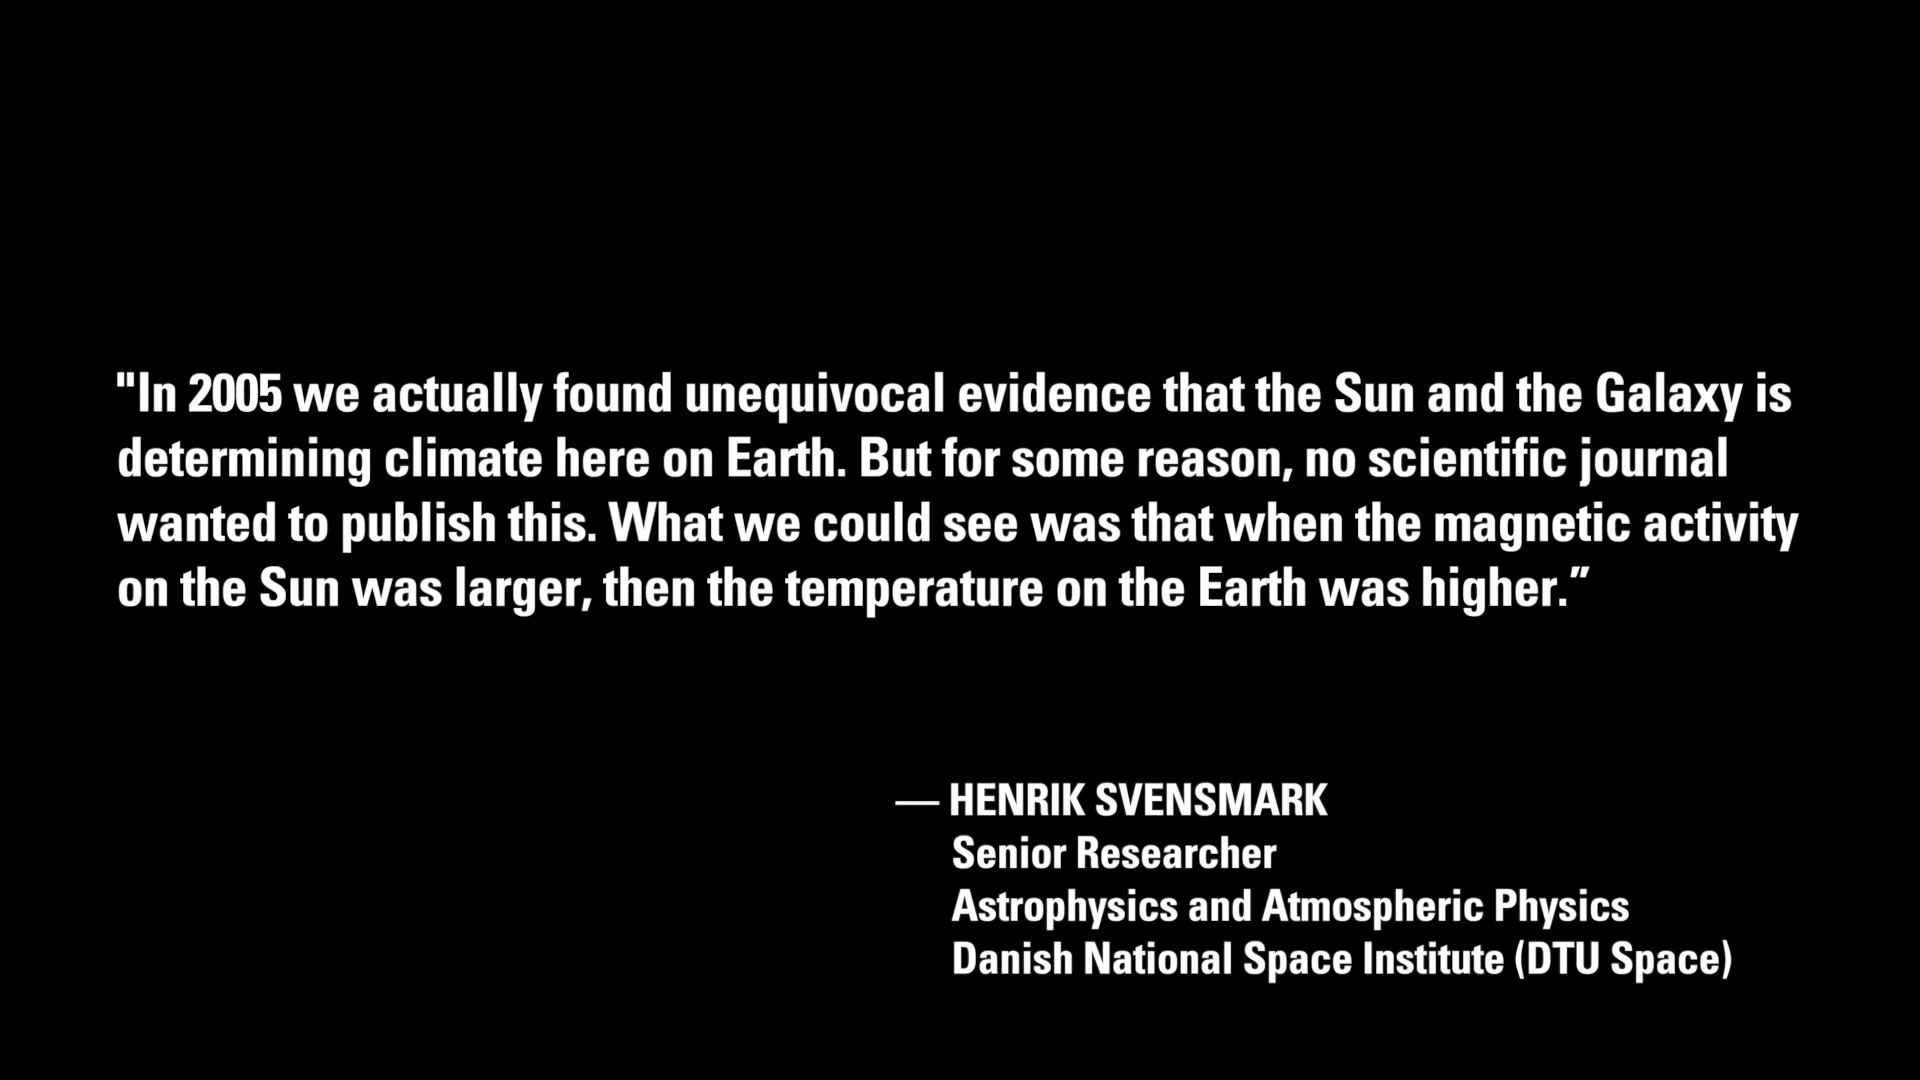 "In 2005 we actually found unequivocal evidence that the Sun and the Galaxy is
determining climate here on Earth. But for some reason, no scientific journal
wanted to publish this. What we could see was that when the magnetic activity
on the Sun was larger, then the temperature on the Earth was higher.”
— HENRIK SVENSMARK
Senior Researcher
Astrophysics and Atmospheric Physics
Danish National Space Institute (DTU Space)